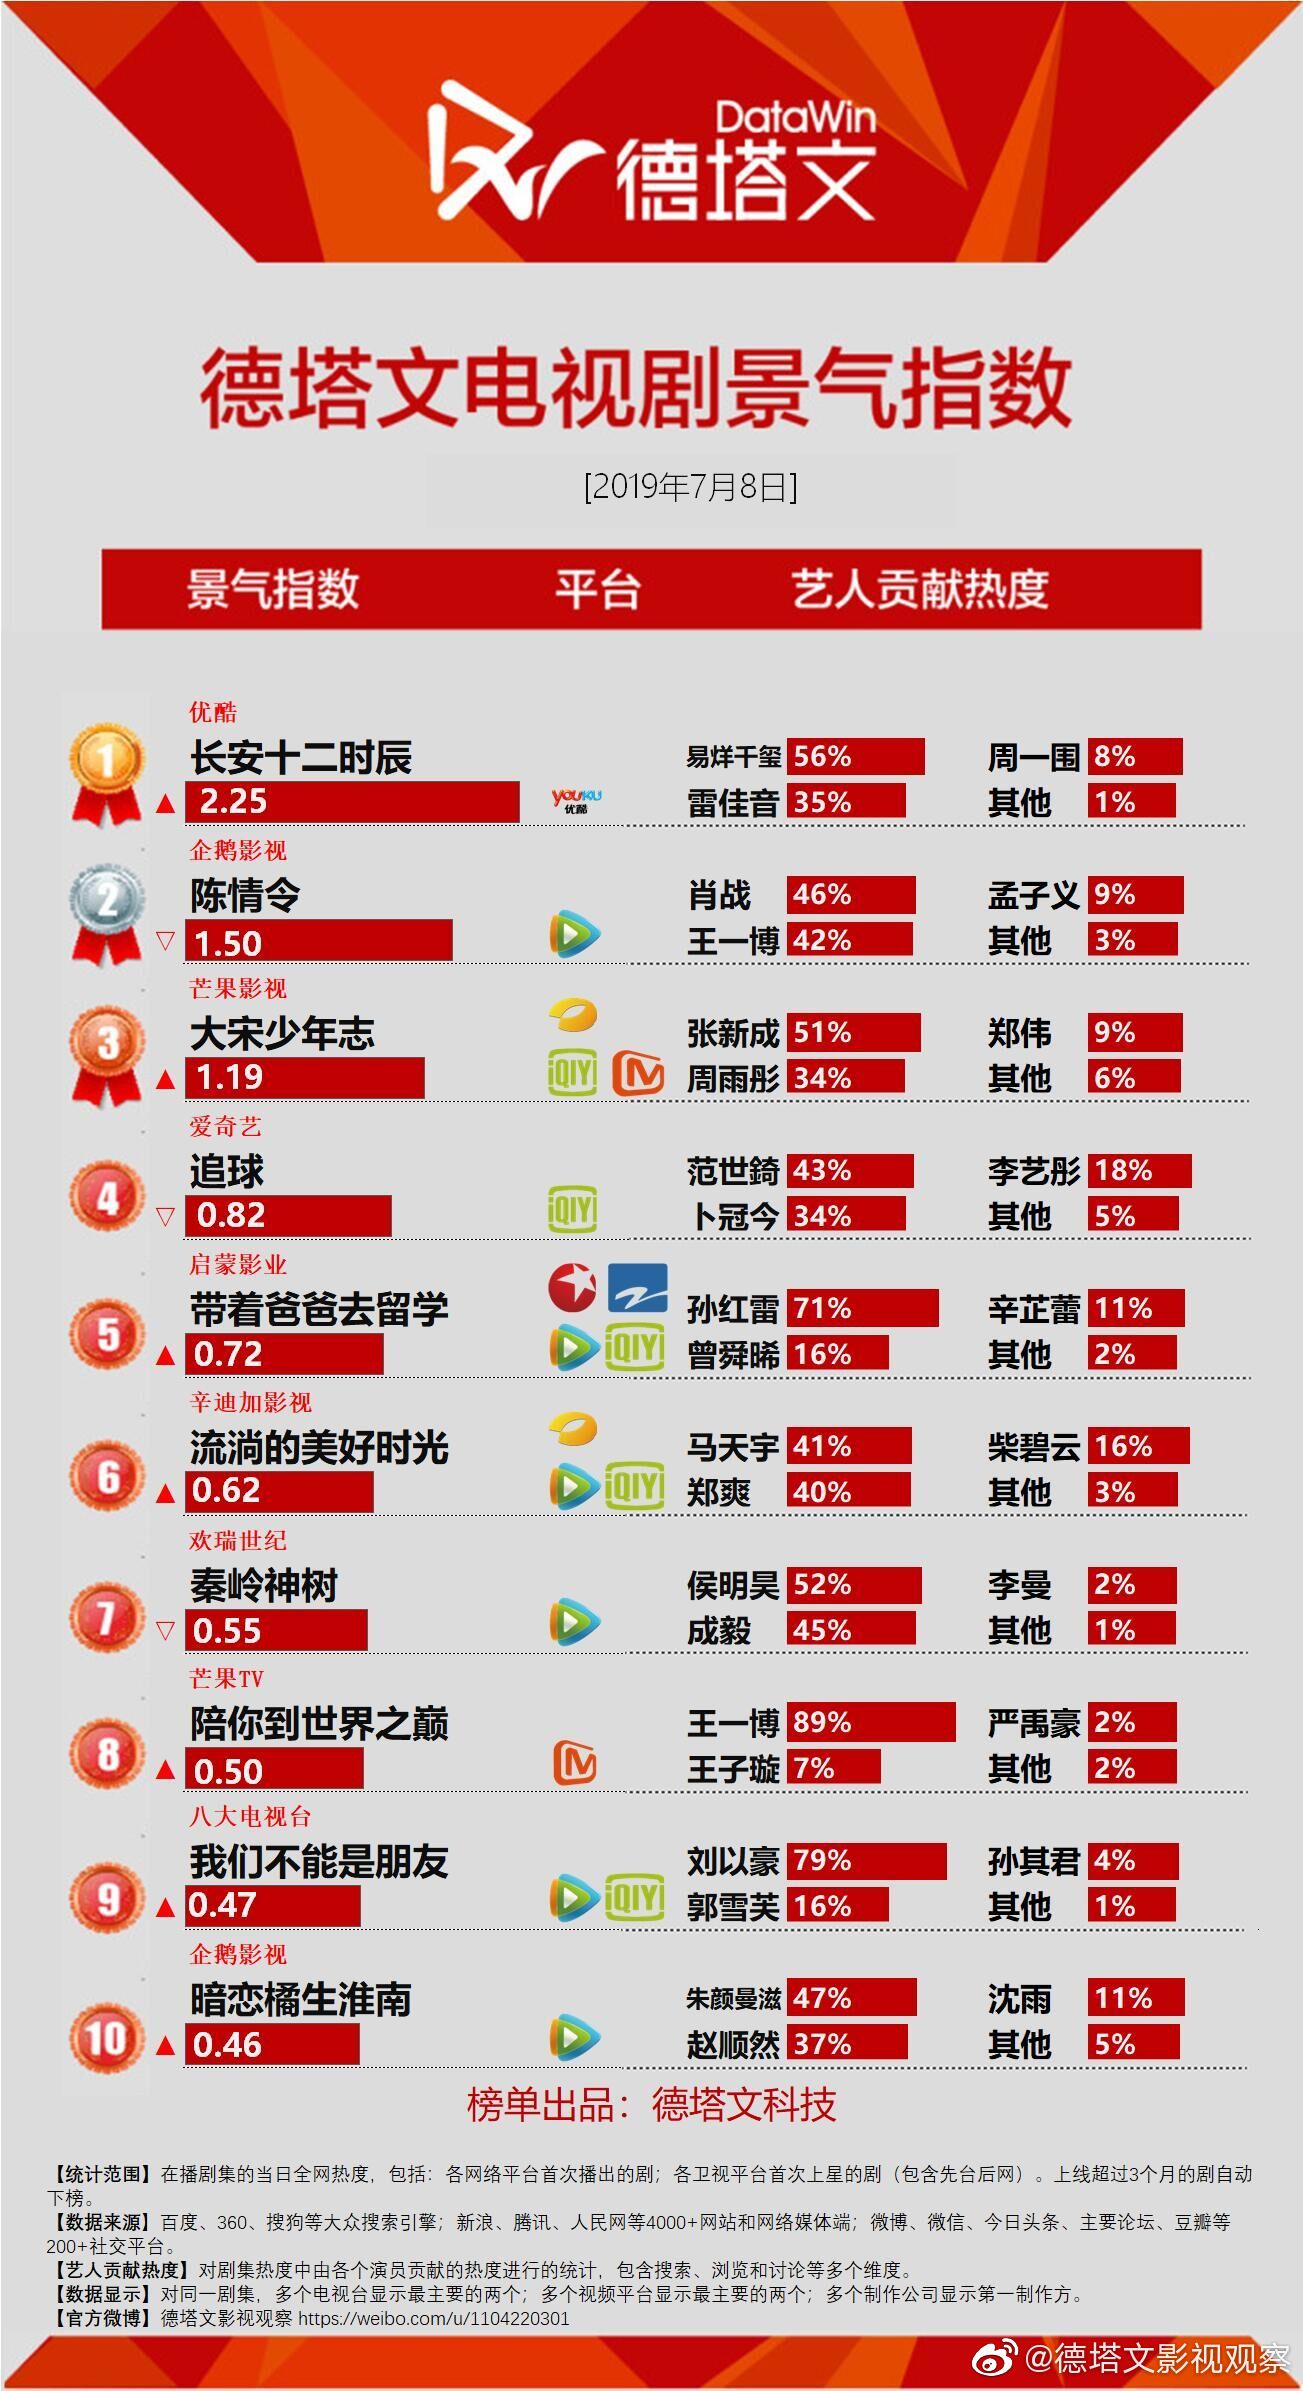 DataWin
德塔文
德塔文电视剧景气指数
[2019年7月8日]
景气指数 平台 艺人贡献热度
优酷
1 长安十二时辰 易烊千玺 56% 周一围 8%
▲ 2.25 YOUKU 优酷 雷佳音 35% 其他 1%
企鹅影视
2 陈情令 肖战 46% 孟子义 9%
▽ 1.50 王一博 42% 其他 3%
芒果影视
3 大宋少年志 张新成 51% 郑伟 9%
▲ 1.19 iQIYI 周雨彤 34% 其他 6%
爱奇艺
4 追球 范世錡 43% 李艺彤 18%
▽ 0.82 iQIYI 卜冠今 34% 其他 5%
启蒙影业
5 带着爸爸去留学 孙红雷 71% 辛芷蕾 11%
▲ 0.72 iQIYI 曾舜晞 16% 其他 2%
辛迪加影视
6 流淌的美好时光 马天宇 41% 柴碧云 16%
▲ 0.62 iQIYI 郑爽 40% 其他 3%
欢瑞世纪
7 秦岭神树 侯明昊 52% 李曼 2%
▽ 0.55 成毅 45% 其他 1%
芒果TV
8 陪你到世界之巅 王一博 89% 严禹豪 2%
▲ 0.50 王子璇 7% 其他 2%
八大电视台
9 我们不能是朋友 刘以豪 79% 孙其君 4%
▲ 0.47 iQIYI 郭雪芙 16% 其他 1%
企鹅影视
10 暗恋橘生淮南 朱颜曼滋 47% 沈雨 11%
▲ 0.46 赵顺然 37% 其他 5%
榜单出品：德塔文科技
【统计范围】在播剧集的当日全网热度，包括：各网络平台首次播出的剧；各卫视平台首次上星的剧（包含先台后网）。上线超过3个月的剧自动
下榜。
【数据来源】百度、360、搜狗等大众搜索引擎；新浪、腾讯、人民网等4000+网站和网络媒体端；微博、微信、今日头条、主要论坛、豆瓣等
200+社交平台。
【艺人贡献热度】对剧集热度中由各个演员贡献的热度进行的统计，包含搜索、浏览和讨论等多个维度。
【数据显示】对同一剧集，多个电视台显示最主要的两个；多个视频平台显示最主要的两个；多个制作公司显示第一制作方。
【官方微博】德塔文影视观察 https://weibo.com/u/1104220301
@德塔文影视观察